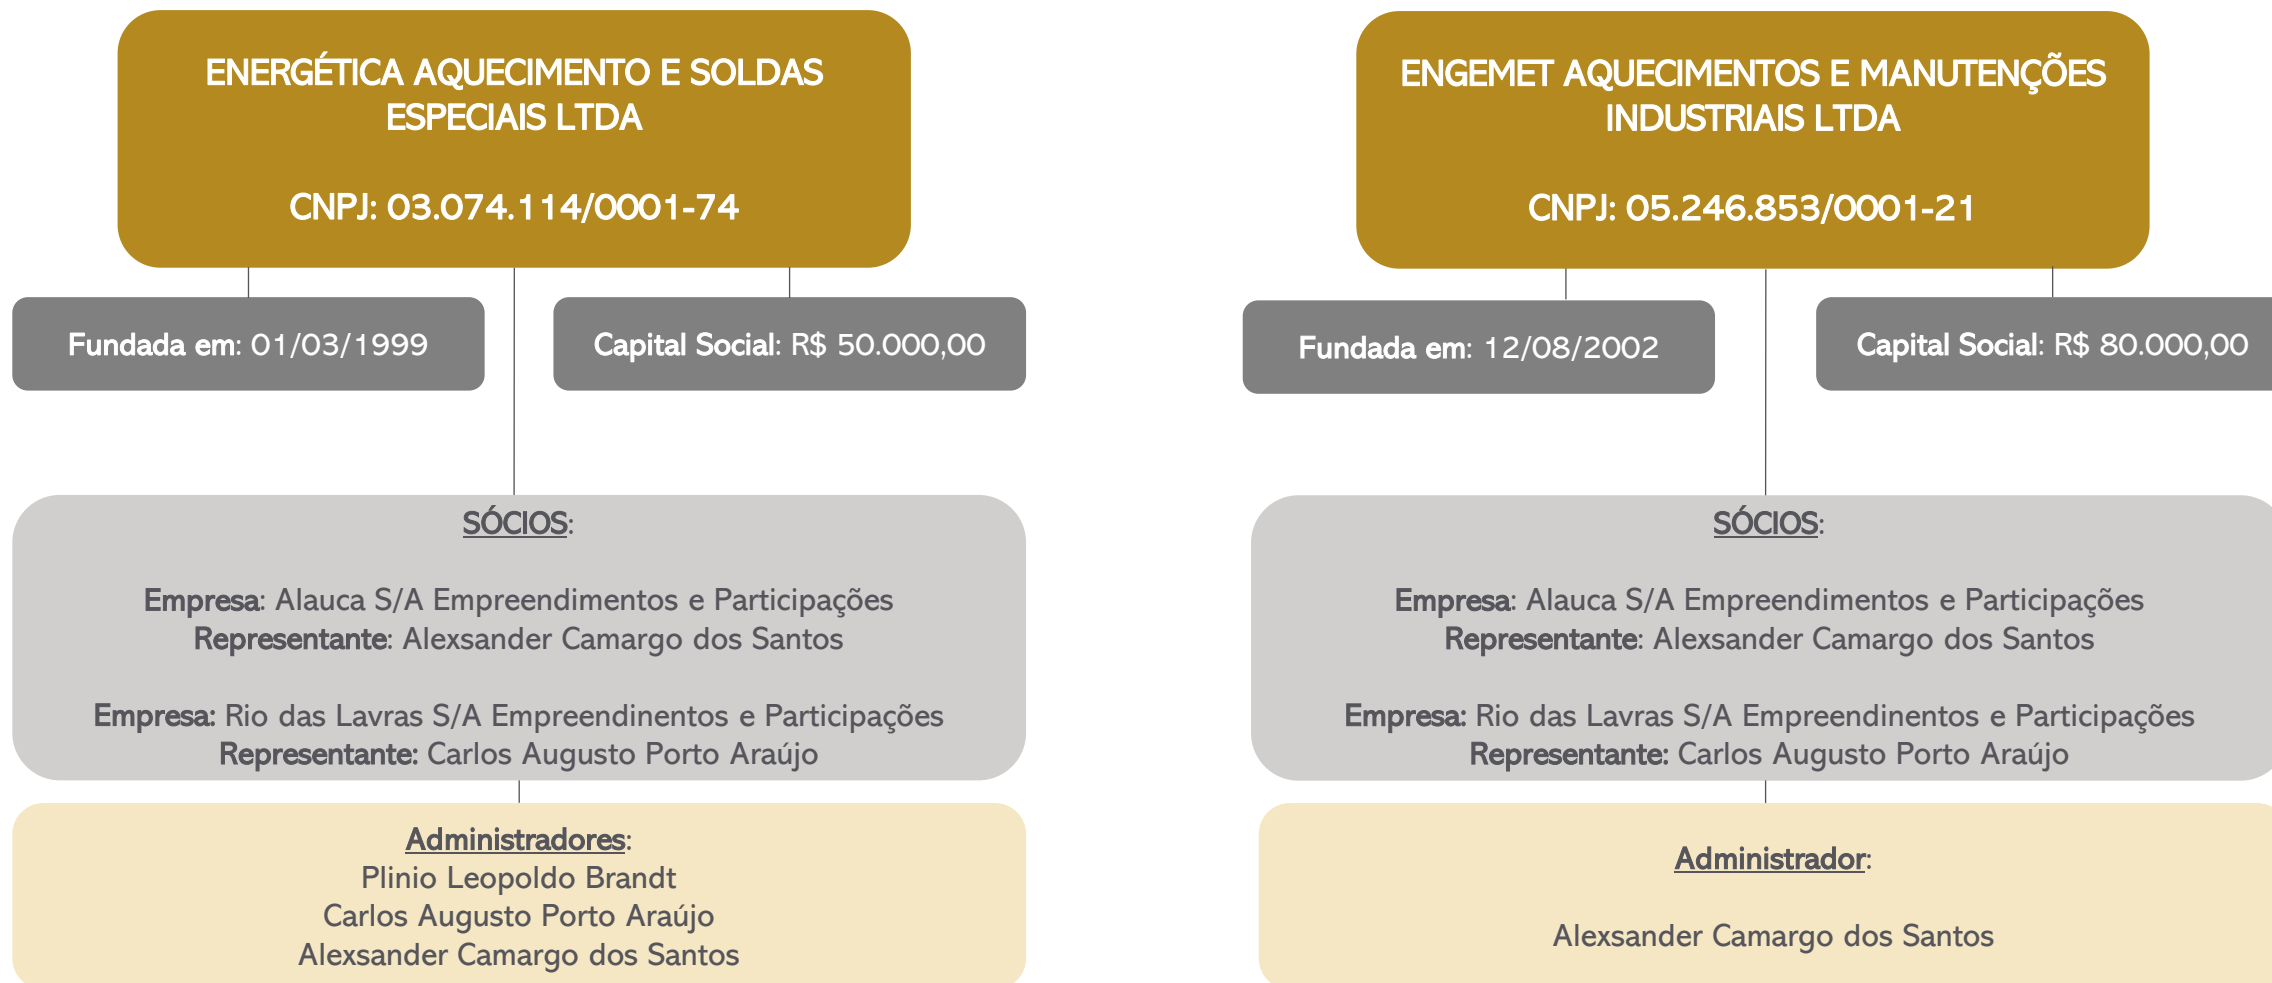 ENERGÉTICA AQUECIMENTO E SOLDAS
ESPECIAIS LTDA
CNPJ: 03.074.114/0001-74
Fundada em: 01/03/1999
Capital Social: R$ 50.000,00
SÓCIOS:
Empresa: Alauca S/A Empreendimentos e Participações
Representante: Alexsander Camargo dos Santos
Empresa: Rio das Lavras S/A Empreendinentos e Participações
Representante: Carlos Augusto Porto Araújo
Administradores:
Plinio Leopoldo Brandt
Carlos Augusto Porto Araújo
Alexsander Camargo dos Santos
ENGEMET AQUECIMENTOS E MANUTENÇÕES
INDUSTRIAIS LTDA
CNPJ: 05.246.853/0001-21
Fundada em: 12/08/2002
Capital Social: R$ 80.000,00
SÓCIOS:
Empresa: Alauca S/A Empreendimentos e Participações
Representante: Alexsander Camargo dos Santos
Empresa: Rio das Lavras S/A Empreendinentos e Participações
Representante: Carlos Augusto Porto Araújo
Administrador:
Alexsander Camargo dos Santos